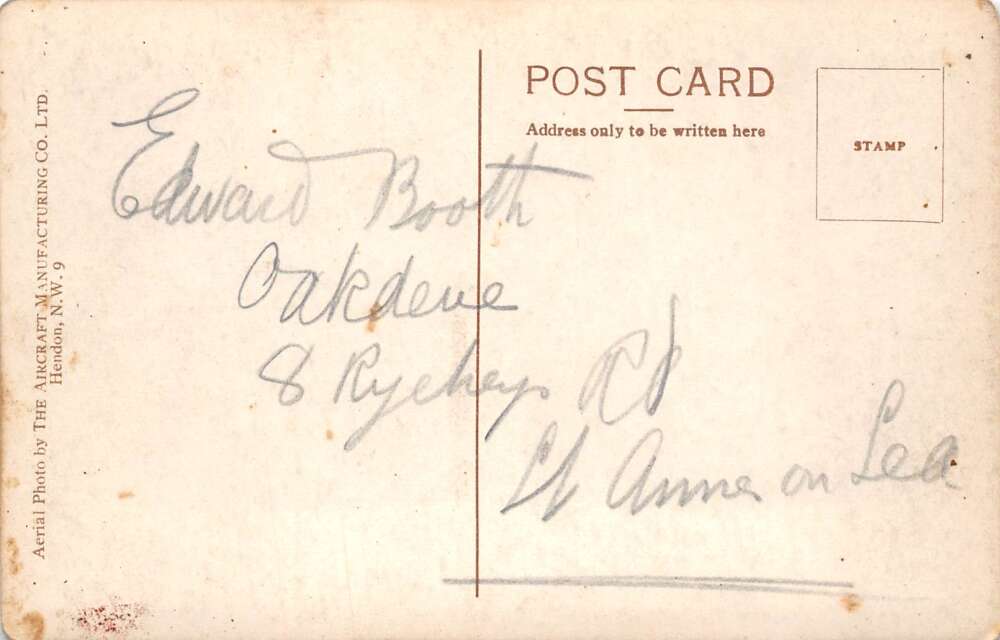 POST CARD
Address only to be written here
STAMP
Edward Booth
Oakdene
8 Ryeheys Rd
St Annes on Sea
Aerial Photo by THE AIRCRAFT MANUFACTURING CO. LTD.
Hendon, N.W. 9